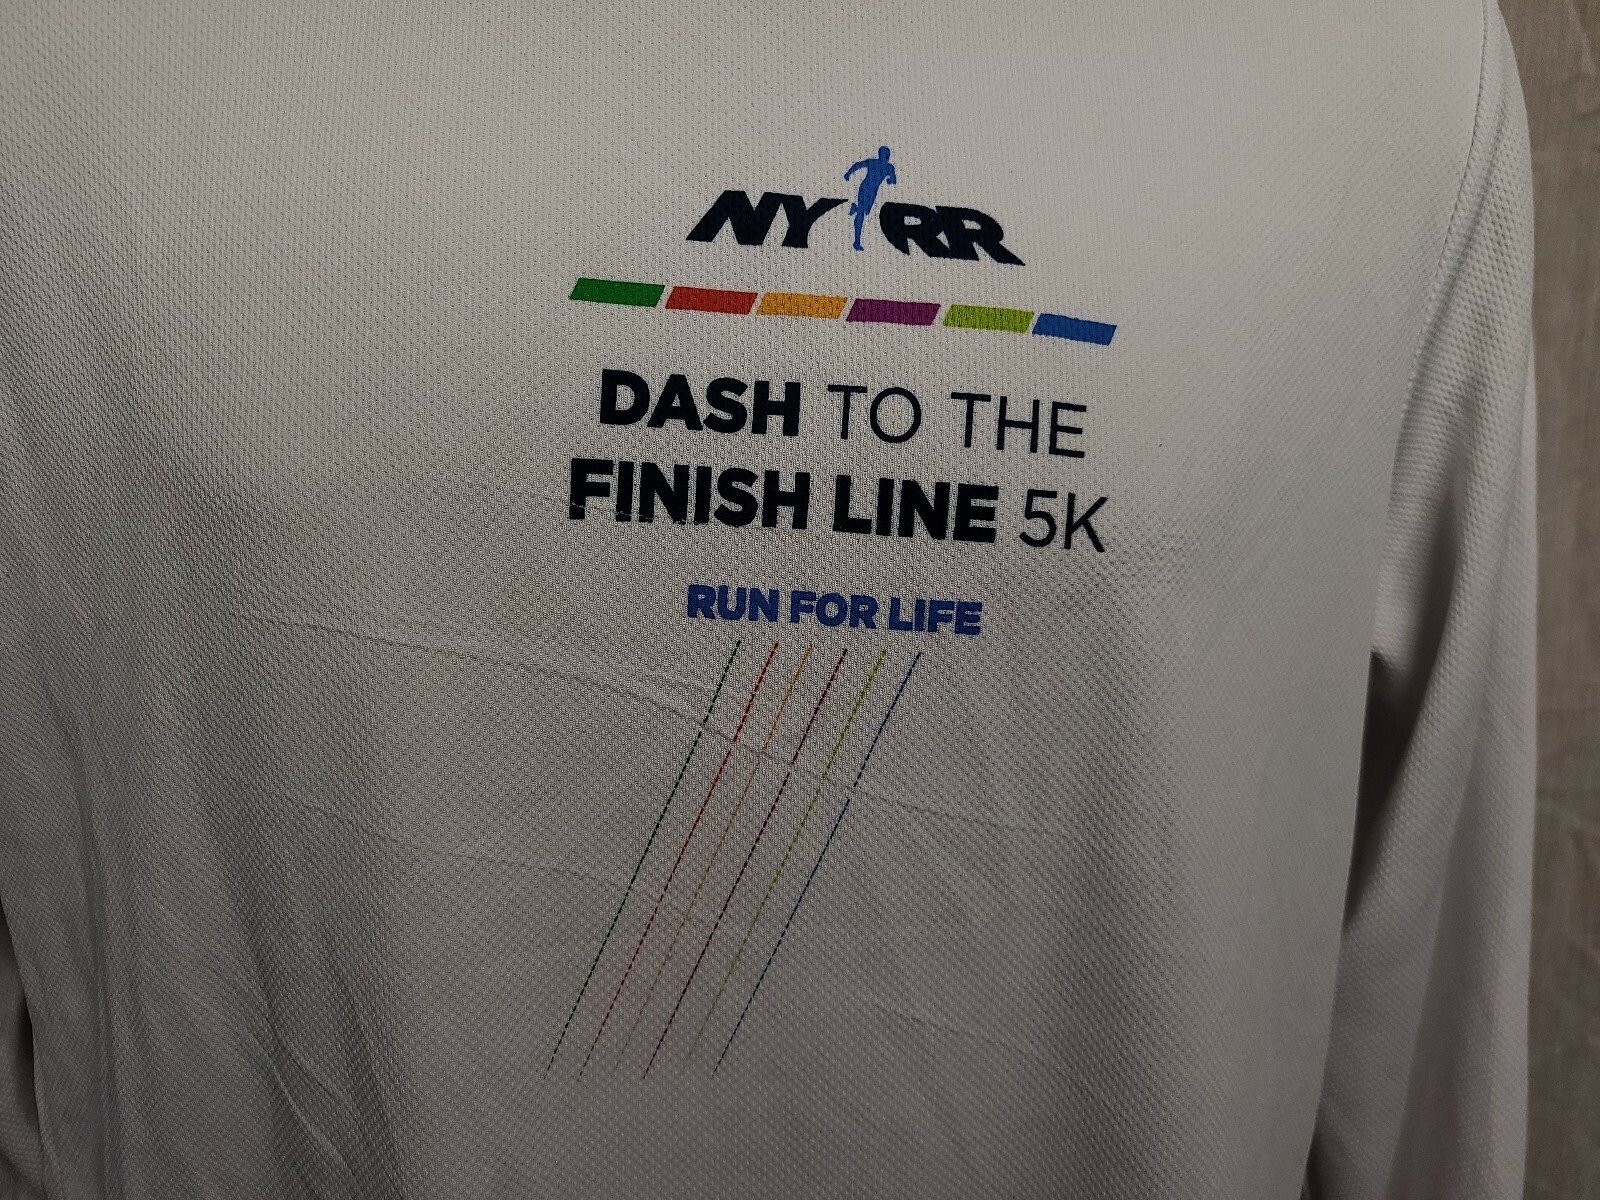 NYRR
DASH TO THE
FINISH LINE 5K
RUN FOR LIFE